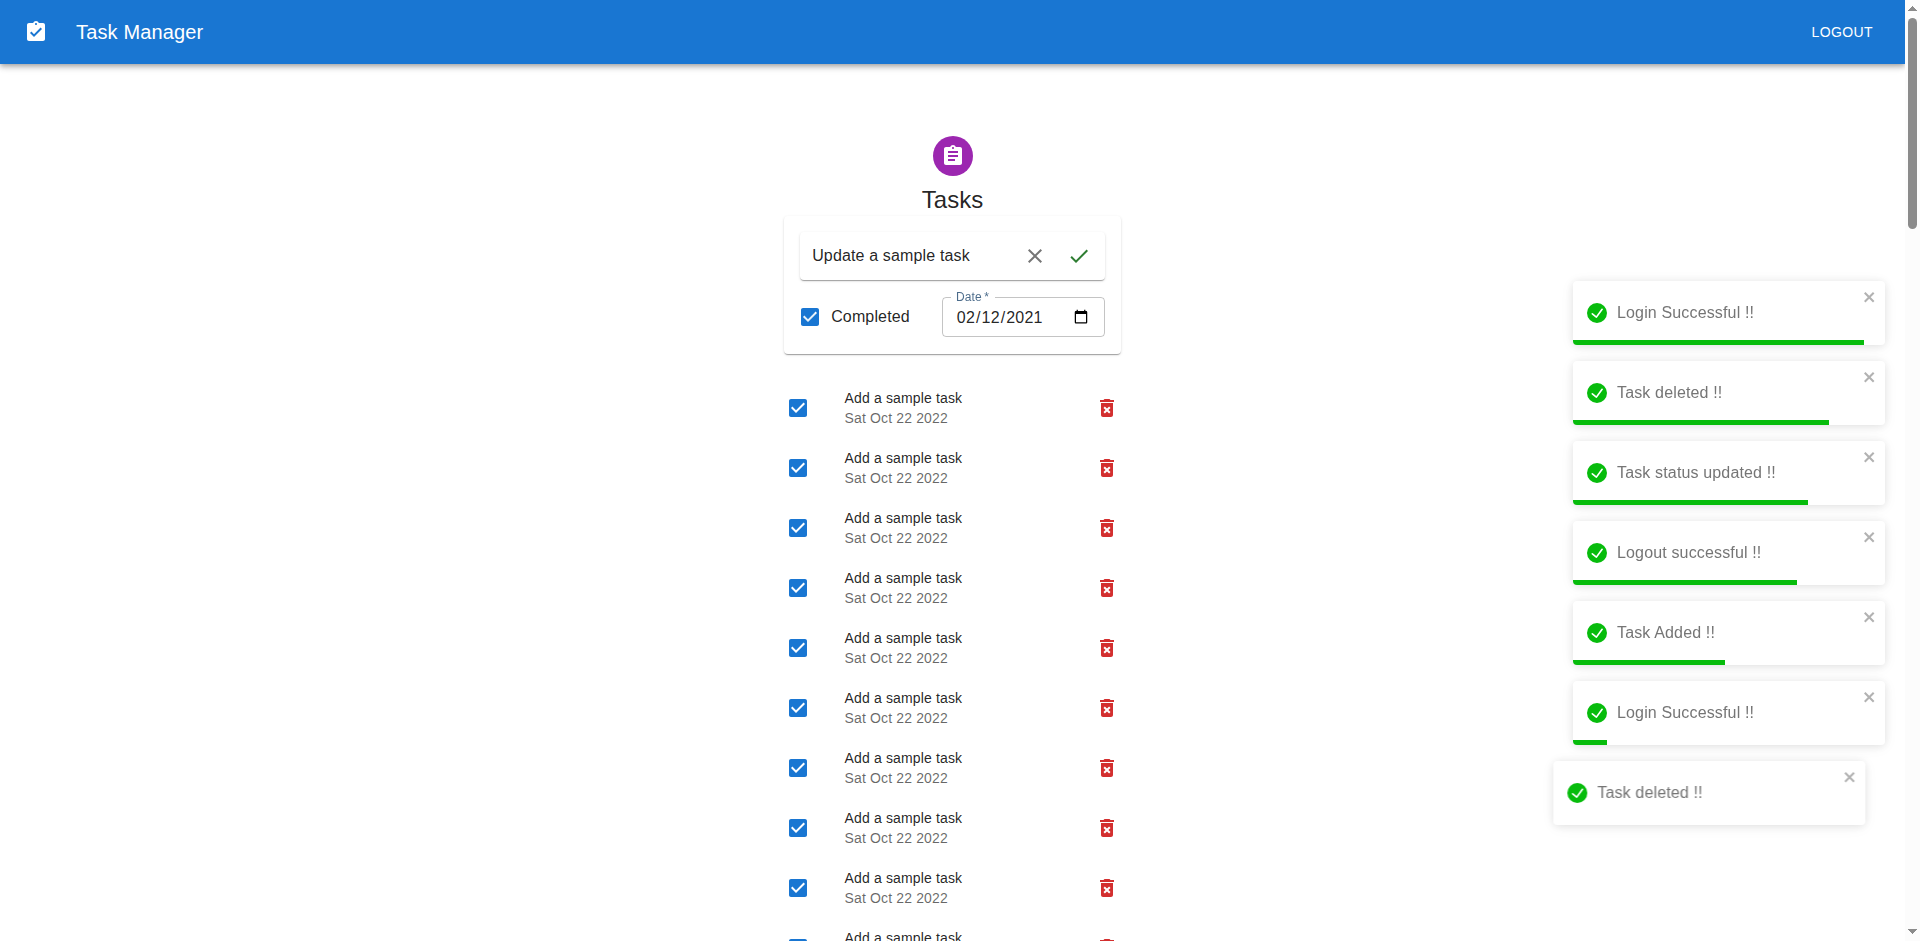 Task Manager
LOGOUT
Tasks
Update a sample task
Completed
Date *
02/12/2021
Add a sample task
Sat Oct 22 2022
Add a sample task
Sat Oct 22 2022
Add a sample task
Sat Oct 22 2022
Add a sample task
Sat Oct 22 2022
Add a sample task
Sat Oct 22 2022
Add a sample task
Sat Oct 22 2022
Add a sample task
Sat Oct 22 2022
Add a sample task
Sat Oct 22 2022
Add a sample task
Sat Oct 22 2022
Add a sample task
Login Successful !!
Task deleted !!
Task status updated !!
Logout successful !!
Task Added !!
Login Successful !!
Task deleted !!